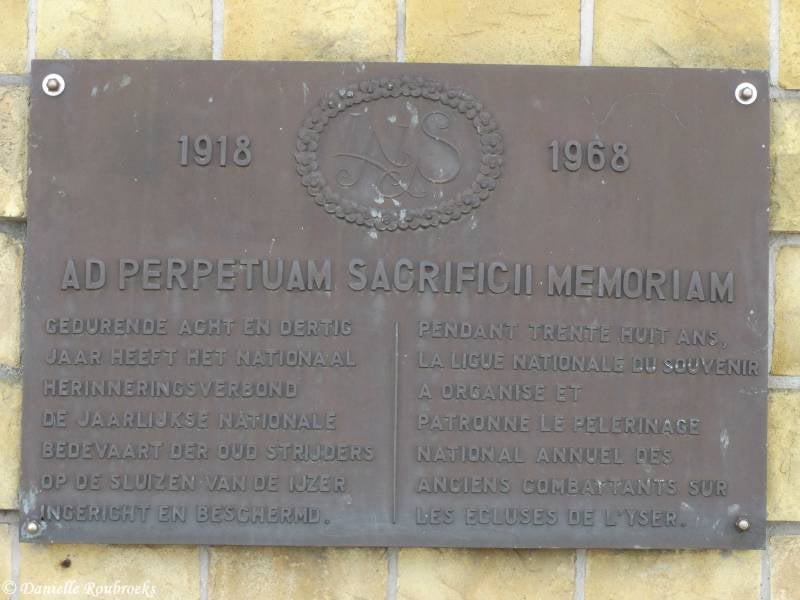 1918
1968
AD PERPETUAM SACRIFICII MEMORIAM
GEDURENDE ACHT EN DERTIG
JAAR HEEFT HET NATIONAAL
HERINNERINGSVERBOND
DE JAARLIJKSE NATIONALE
BEDEVAART DER OUD STRIJDERS
OP DE SLUIZEN VAN DE IJZER
INGERICHT EN BESCHERMD.
PENDANT TRENTE HUIT ANS,
LA LIGUE NATIONALE DU SOUVENIR
A ORGANISE ET
PATRONNE LE PELERINAGE
NATIONAL ANNUEL DES
ANCIENS COMBATTANTS SUR
LES ECLUSES DE L'YSER.
© Danielle Roubroeks